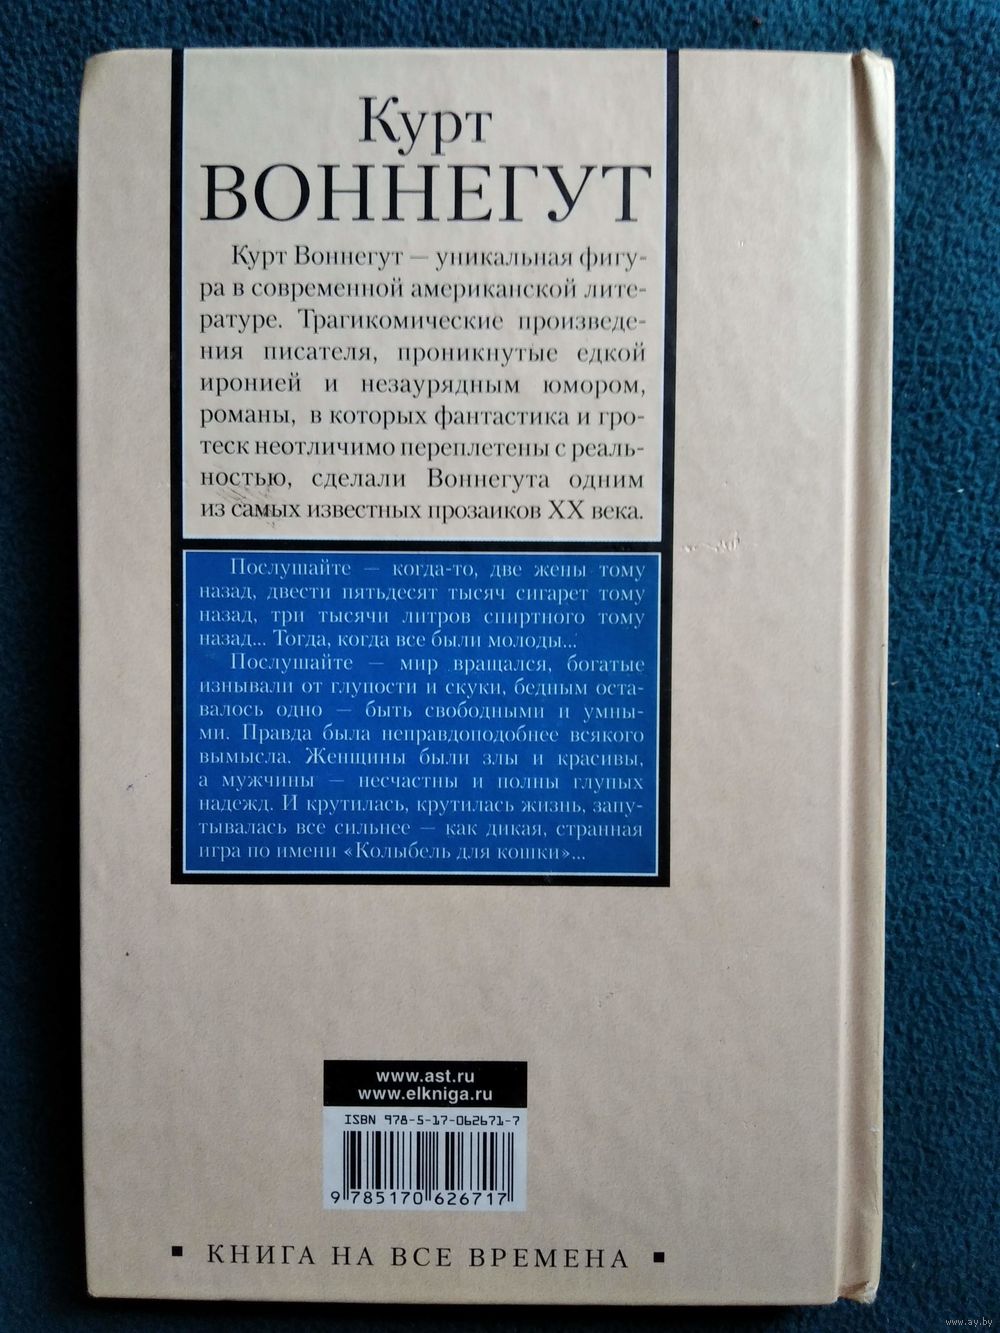 Курт
ВОННЕГУТ
Курт Воннегут — уникальная фигу-
ра в современной американской лите-
ратуре. Трагикомические произведе-
ния писателя, проникнутые едкой
иронией и незаурядным юмором,
романы, в которых фантастика и гро-
теск неотличимо переплетены с реаль-
ностью, сделали Воннегута одним
из самых известных прозаиков XX века.
Послушайте — когда-то, две жены тому
назад, двести пятьдесят тысяч сигарет тому
назад, три тысячи литров спиртного тому
назад... Тогда, когда все были молоды...
Послушайте — мир вращался, богатые
изнывали от глупости и скуки, бедным оста-
валось одно — быть свободными и умны-
ми. Правда была неправдоподобнее всякого
вымысла. Женщины были злы и красивы,
а мужчины — несчастны и полны глупых
надежд. И крутилась, крутилась жизнь, запу-
тывалась все сильнее — как дикая, странная
игра по имени «Колыбель для кошки»...
www.ast.ru
www.elkniga.ru
ISBN 978-5-17-062671-7
9 785170 626717
▪ КНИГА НА ВСЕ ВРЕМЕНА ▪
www.ay.by